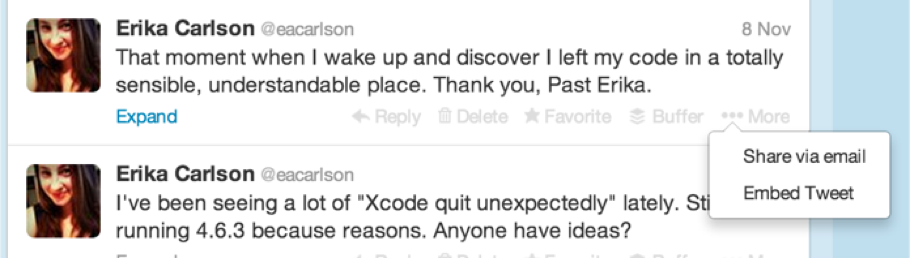 Erika Carlson @eacarlson 8 Nov
That moment when I wake up and discover I left my code in a totally
sensible, understandable place. Thank you, Past Erika.
Expand Reply Delete Favorite Buffer More
Share via email
Embed Tweet
Erika Carlson @eacarlson
I've been seeing a lot of "Xcode quit unexpectedly" lately.
running 4.6.3 because reasons. Anyone have ideas?